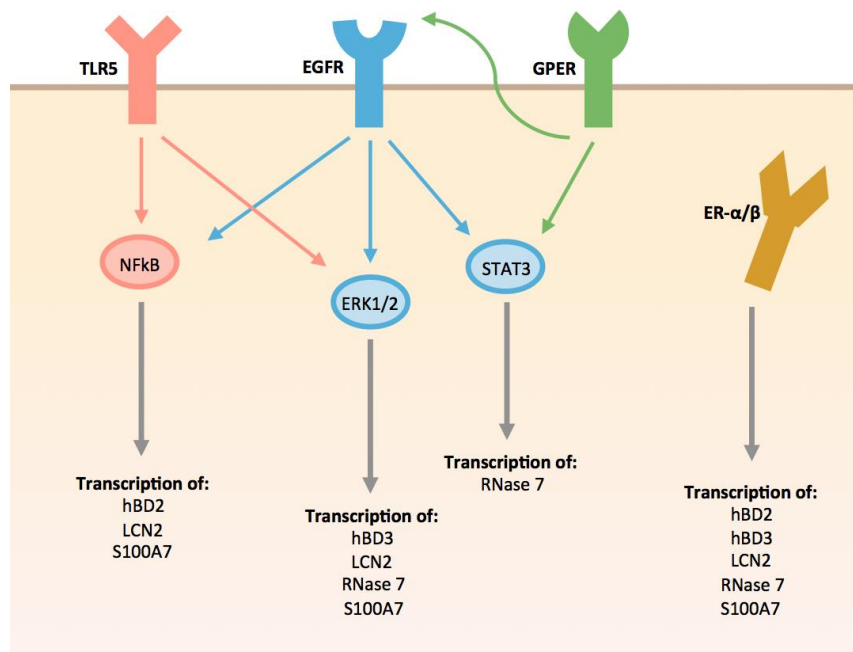 TLR5
EGFR
GPER
ER-α/β
NFkB
STAT3
ERK1/2
Transcription of:
hBD2
LCN2
S100A7
Transcription of:
hBD3
LCN2
RNase 7
S100A7
Transcription of:
RNase 7
Transcription of:
hBD2
hBD3
LCN2
RNase 7
S100A7